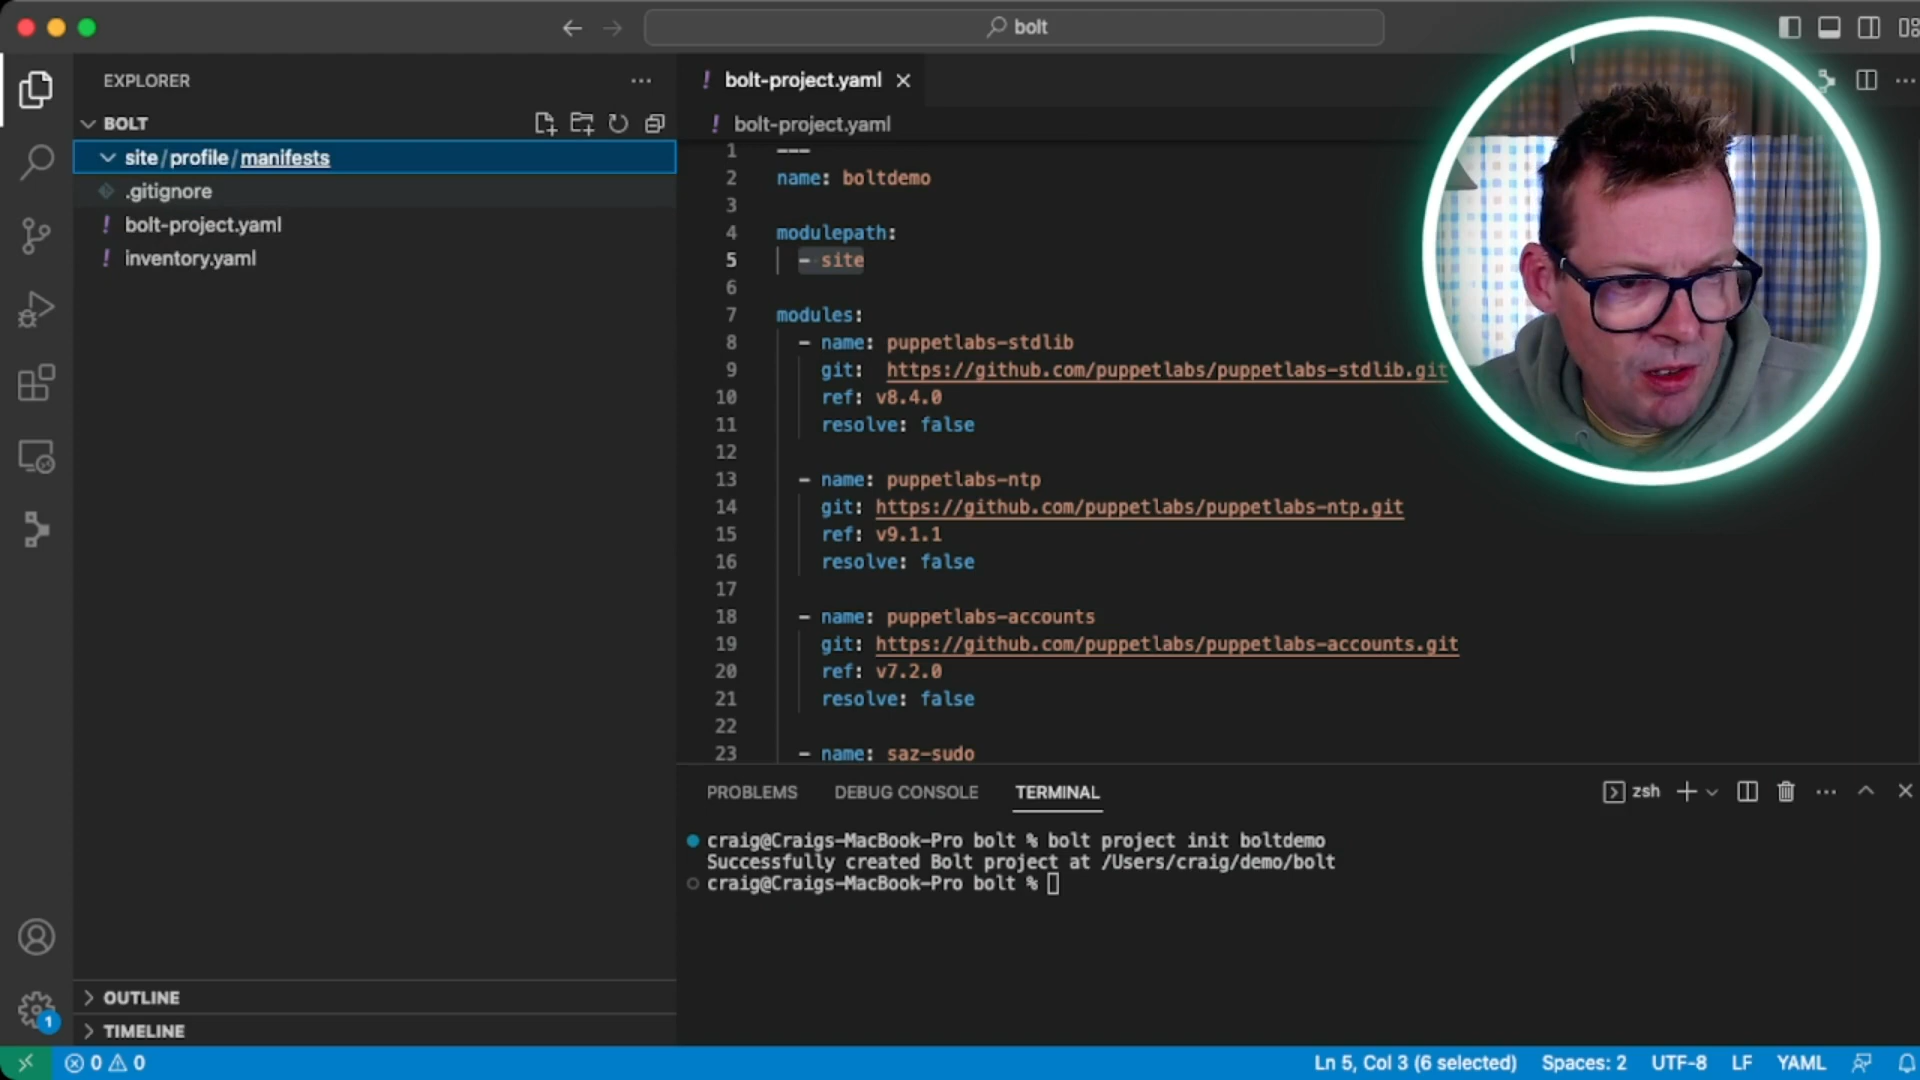 bolt
EXPLORER
BOLT
site/profile/manifests
.gitignore
! bolt-project.yaml
! inventory.yaml
OUTLINE
TIMELINE
! bolt-project.yaml
! bolt-project.yaml
1 ---
2 name: boltdemo
3
4 modulepath:
5 - site
6
7 modules:
8 - name: puppetlabs-stdlib
9 git:  https://github.com/puppetlabs/puppetlabs-stdlib.git
10 ref: v8.4.0
11 resolve: false
12
13 - name: puppetlabs-ntp
14 git: https://github.com/puppetlabs/puppetlabs-ntp.git
15 ref: v9.1.1
16 resolve: false
17
18 - name: puppetlabs-accounts
19 git: https://github.com/puppetlabs/puppetlabs-accounts.git
20 ref: v7.2.0
21 resolve: false
22
23 - name: saz-sudo
PROBLEMS DEBUG CONSOLE TERMINAL zsh
craig@Craigs-MacBook-Pro bolt % bolt project init boltdemo
Successfully created Bolt project at /Users/craig/demo/bolt
craig@Craigs-MacBook-Pro bolt %
1
0 0 Ln 5, Col 3 (6 selected) Spaces: 2 UTF-8 LF YAML